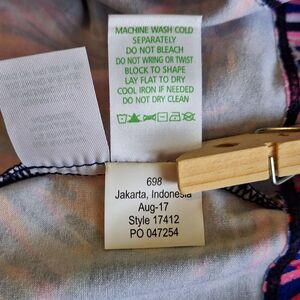 MACHINE WASH COLD
SEPARATELY
DO NOT BLEACH
DO NOT WRING OR TWIST
BLOCK TO SHAPE
LAY FLAT TO DRY
COOL IRON IF NEEDED
DO NOT DRY CLEAN
698
Jakarta, Indonesia
Aug-17
Style 17412
PO 047254